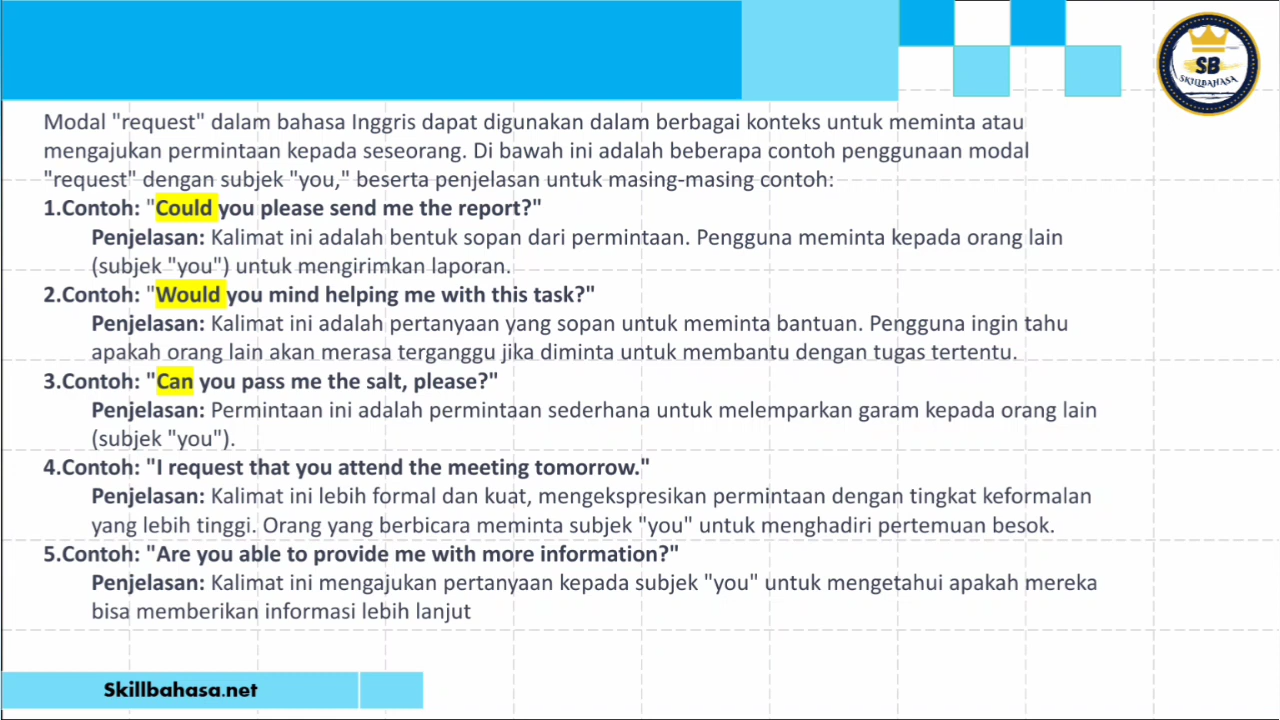 SB
SKILLBAHASA
Modal "request" dalam bahasa Inggris dapat digunakan dalam berbagai konteks untuk meminta atau
mengajukan permintaan kepada seseorang. Di bawah ini adalah beberapa contoh penggunaan modal
"request" dengan subjek "you," beserta penjelasan untuk masing-masing contoh:
1.Contoh: "Could you please send me the report?"
Penjelasan: Kalimat ini adalah bentuk sopan dari permintaan. Pengguna meminta kepada orang lain
(subjek "you") untuk mengirimkan laporan.
2.Contoh: "Would you mind helping me with this task?"
Penjelasan: Kalimat ini adalah pertanyaan yang sopan untuk meminta bantuan. Pengguna ingin tahu
apakah orang lain akan merasa terganggu jika diminta untuk membantu dengan tugas tertentu.
3.Contoh: "Can you pass me the salt, please?"
Penjelasan: Permintaan ini adalah permintaan sederhana untuk melemparkan garam kepada orang lain
(subjek "you").
4.Contoh: "I request that you attend the meeting tomorrow."
Penjelasan: Kalimat ini lebih formal dan kuat, mengekspresikan permintaan dengan tingkat keformalan
yang lebih tinggi. Orang yang berbicara meminta subjek "you" untuk menghadiri pertemuan besok.
5.Contoh: "Are you able to provide me with more information?"
Penjelasan: Kalimat ini mengajukan pertanyaan kepada subjek "you" untuk mengetahui apakah mereka
bisa memberikan informasi lebih lanjut
Skillbahasa.net